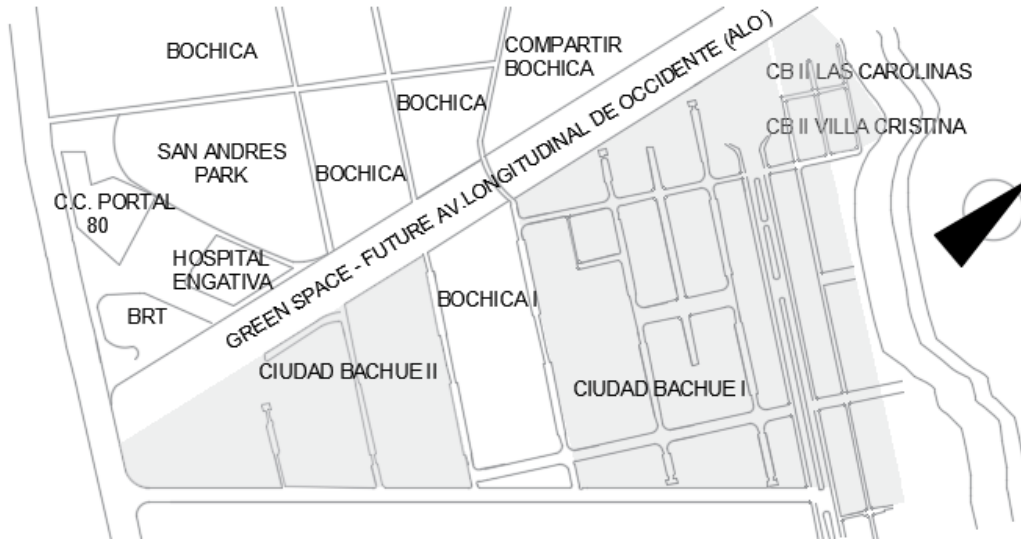 BOCHICA
COMPARTIR
BOCHICA
BOCHICA
CB II LAS CAROLINAS
CB II VILLA CRISTINA
SAN ANDRES
PARK
BOCHICA
C.C. PORTAL
80
HOSPITAL
ENGATIVA
BRT
GREEN SPACE - FUTURE AV.LONGITUDINAL DE OCCIDENTE (ALO)
BOCHICA I
CIUDAD BACHUE II
CIUDAD BACHUE I